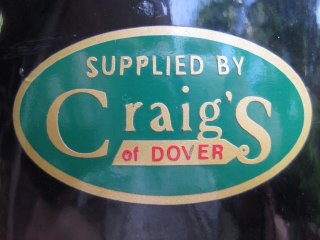 SUPPLIED BY
Craig's
of DOVER